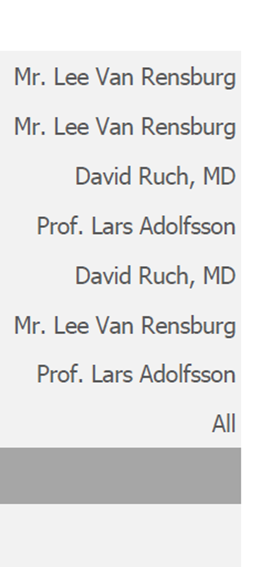 Mr. Lee Van Rensburg
Mr. Lee Van Rensburg
David Ruch, MD
Prof. Lars Adolfsson
David Ruch, MD
Mr. Lee Van Rensburg
Prof. Lars Adolfsson
All